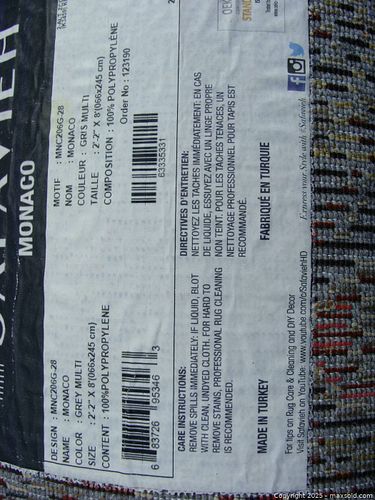 MONACO
DESIGN : MNC206G-28
NAME : MONACO
COLOR : GREY MULTI
SIZE : 2'-2" X 8'(066x245 cm)
CONTENT : 100%POLYPROPYLENE
MOTIF : MNC206G-28
NOM : MONACO
COULEUR : GRIS MULTI
TAILLE : 2'-2" X 8'(066x245 cm)
COMPOSITION : 100% POLYPROPYLÈNE
Order No : 123190
6 83726 95346 3
63335331
CARE INSTRUCTIONS:
REMOVE SPILLS IMMEDIATELY: IF LIQUID, BLOT
WITH CLEAN, UNDYED CLOTH. FOR HARD TO
REMOVE STAINS, PROFESSIONAL RUG CLEANING
IS RECOMMENDED.
MADE IN TURKEY
DIRECTIVES D'ENTRETIEN:
NETTOYEZ LES TACHES IMMÉDIATEMENT: EN CAS
DE LIQUIDE, ESSUYEZ AVEC UN LINGE PROPRE
NON TEINT. POUR LES TACHES TENACES, UN
NETTOYAGE PROFESSIONNEL POUR TAPIS EST
RECOMMANDÉ.
FABRIQUÉ EN TURQUIE
For tips on Rug Care & Cleaning and DIY Decor
Visit Safavieh on YouTube: www.youtube.com/c/SafaviehHD
Express your Style with #Safavieh
Copyright 2025 - maxsold.com